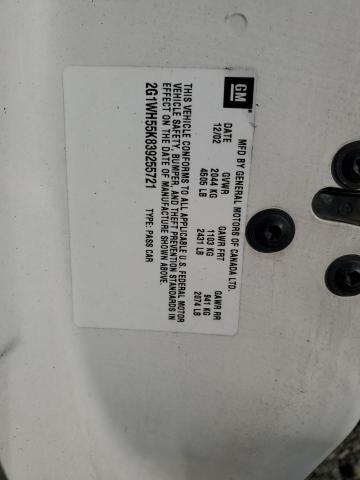 GM
MFD BY GENERAL MOTORS OF CANADA LTD.
DATE GVWR GAWR FRT GAWR RR
12/02 2044 KG 1103 KG 941 KG
4505 LB 2431 LB 2074 LB
THIS VEHICLE CONFORMS TO ALL APPLICABLE U.S. FEDERAL MOTOR
VEHICLE SAFETY, BUMPER, AND THEFT PREVENTION STANDARDS IN
EFFECT ON THE DATE OF MANUFACTURE SHOWN ABOVE.
2G1WH55K839255721 TYPE: PASS CAR